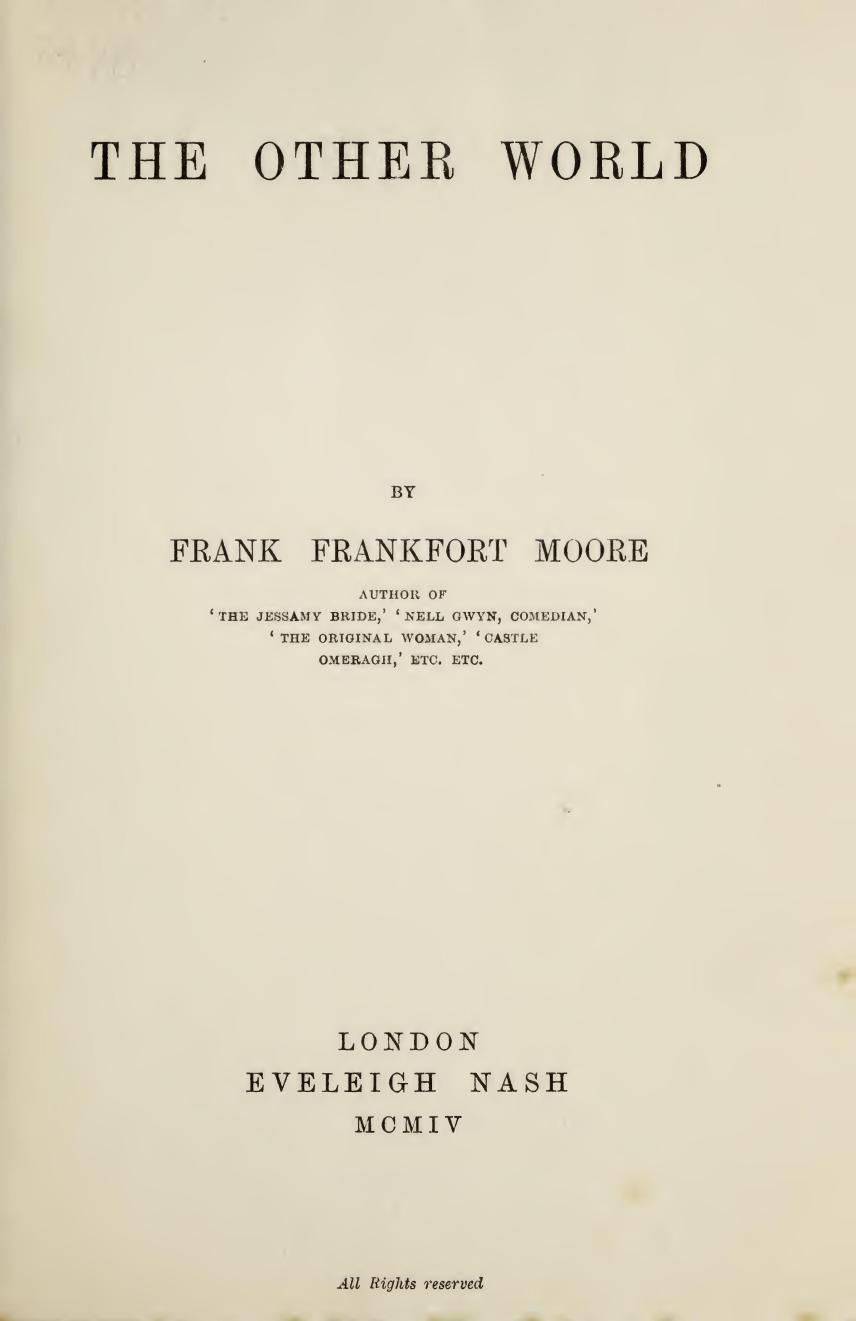 THE OTHER WORLD
BY
FRANK FRANKFORT MOORE
AUTHOR OF
‘ THE JESSAMY BRIDE,’ ‘ NELL GWYN, COMEDIAN,’
‘ THE ORIGINAL WOMAN,’ ‘ CASTLE
OMERAGH,’ ETC. ETC.
LONDON
EVELEIGH NASH
MCMIV
All Rights reserved